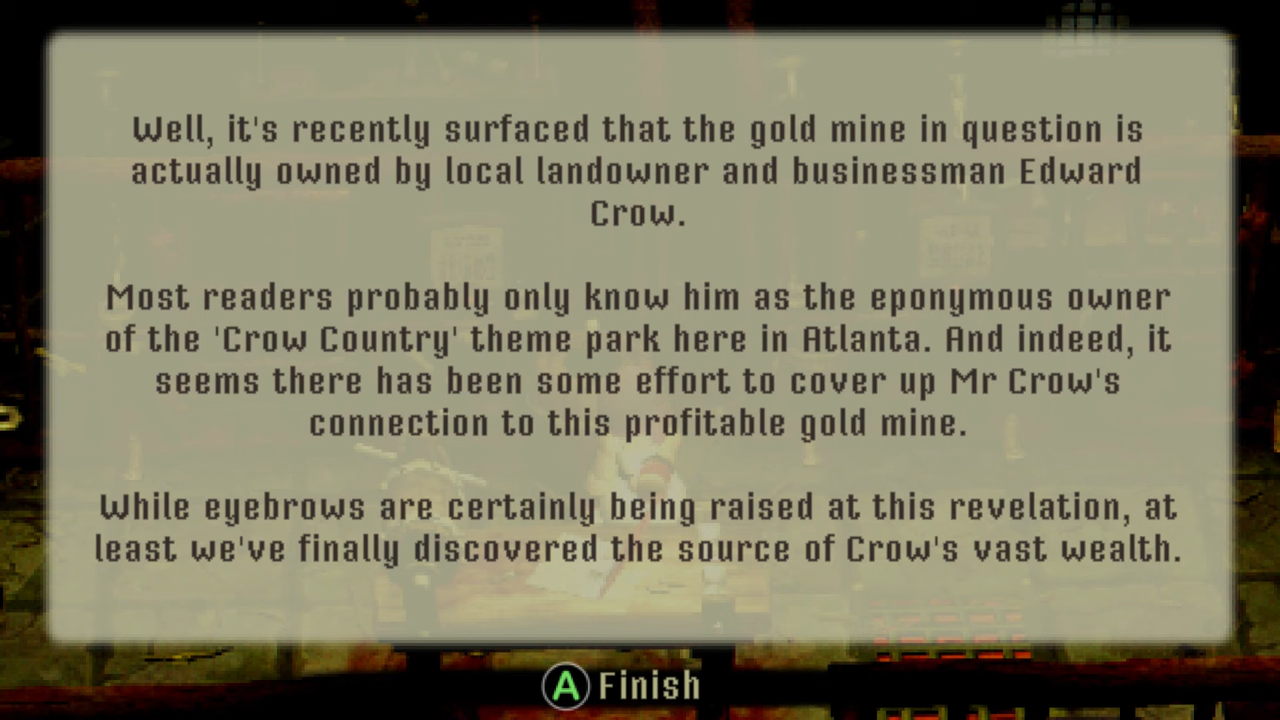 Well, it's recently surfaced that the gold mine in question is
actually owned by local landowner and businessman Edward
Crow.
Most readers probably only know him as the eponymous owner
of the 'Crow Country' theme park here in Atlanta. And indeed, it
seems there has been some effort to cover up Mr Crow's
connection to this profitable gold mine.
While eyebrows are certainly being raised at this revelation, at
least we've finally discovered the source of Crow's vast wealth.
A Finish